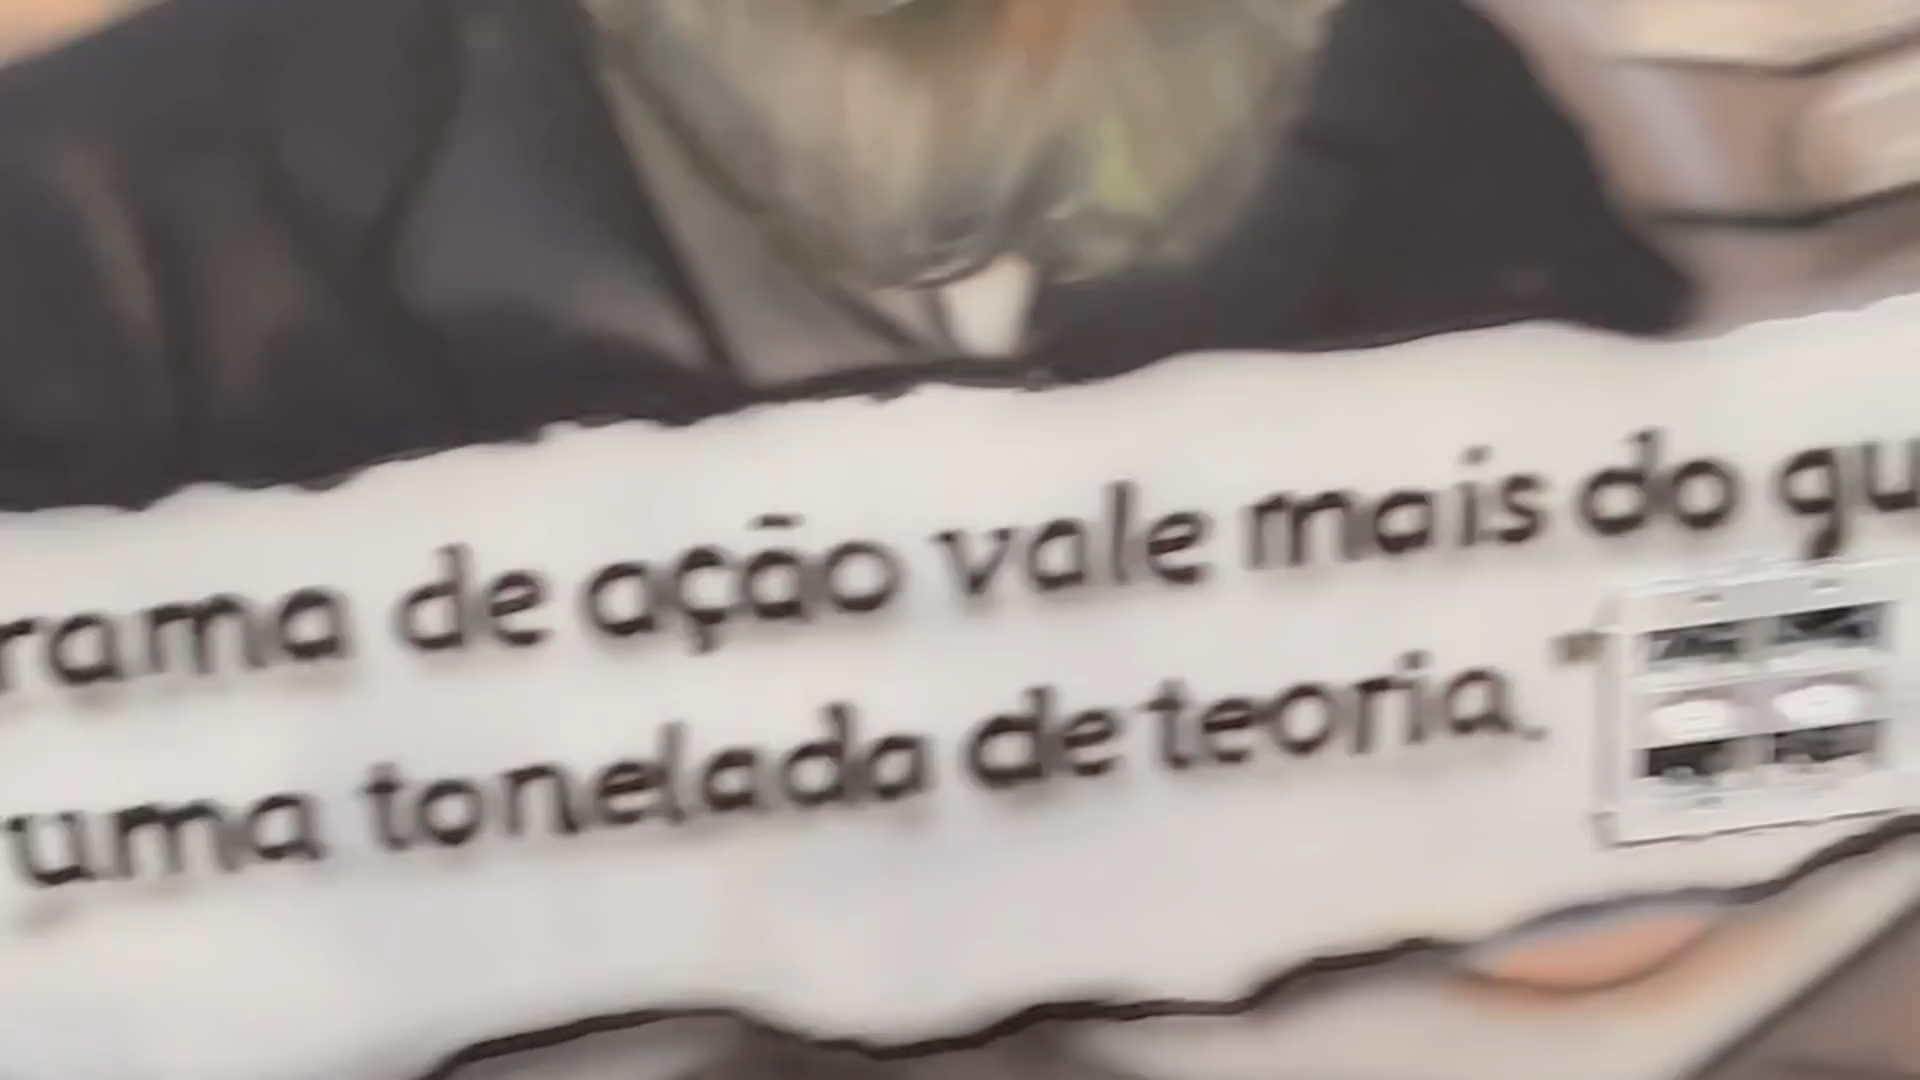 rama de ação vale mais do qu
uma tonelada de teoria."